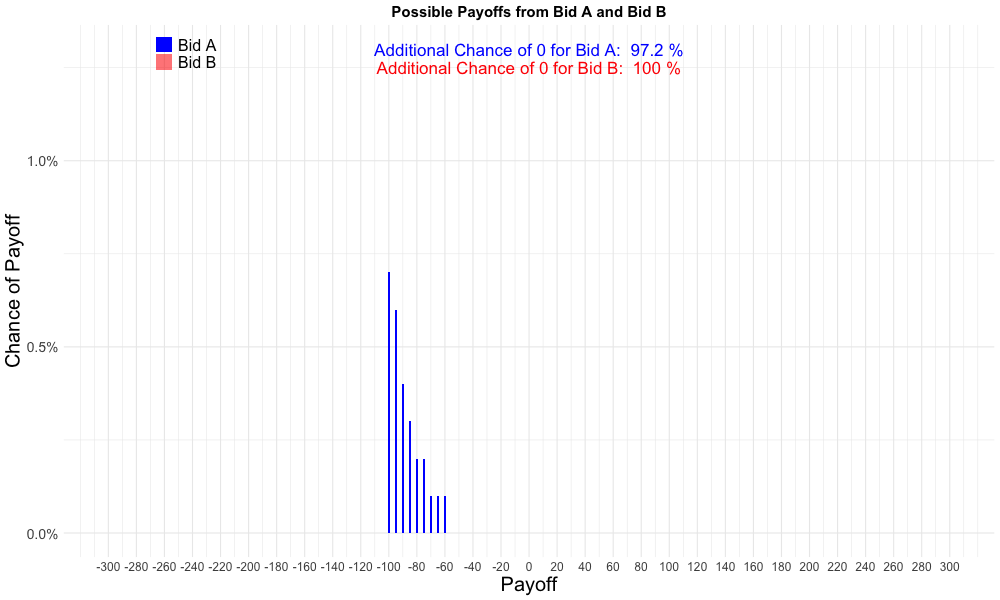 Possible Payoffs from Bid A and Bid B
Bid A
Bid B
Additional Chance of 0 for Bid A:  97.2 %
Additional Chance of 0 for Bid B:  100 %
Chance of Payoff
1.0%
0.5%
0.0%
-300 -280 -260 -240 -220 -200 -180 -160 -140 -120 -100 -80 -60 -40 -20 0 20 40 60 80 100 120 140 160 180 200 220 240 260 280 300
Payoff